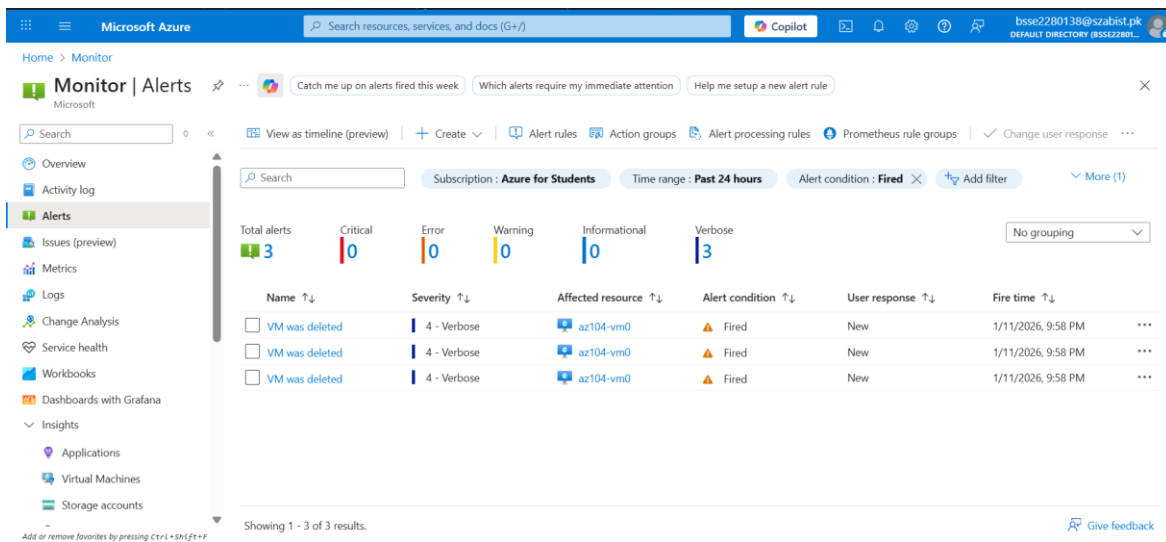 Microsoft Azure
Search resources, services, and docs (G+/)
Copilot
bsse2280138@szabist.pk
DEFAULT DIRECTORY (BSSE22801...
Home > Monitor
Monitor | Alerts
Microsoft
Catch me up on alerts fired this week
Which alerts require my immediate attention
Help me setup a new alert rule
Search
View as timeline (preview)
Create
Alert rules
Action groups
Alert processing rules
Prometheus rule groups
Change user response
Overview
Activity log
Alerts
Issues (preview)
Metrics
Logs
Change Analysis
Service health
Workbooks
Dashboards with Grafana
Insights
Applications
Virtual Machines
Storage accounts
Add or remove favorites by pressing Ctrl+Shift+F
Search
Subscription : Azure for Students
Time range : Past 24 hours
Alert condition : Fired
Add filter
More (1)
Total alerts Critical Error Warning Informational Verbose
3 0 0 0 0 3
No grouping
Name Severity Affected resource Alert condition User response Fire time
VM was deleted 4 - Verbose az104-vm0 Fired New 1/11/2026, 9:58 PM
VM was deleted 4 - Verbose az104-vm0 Fired New 1/11/2026, 9:58 PM
VM was deleted 4 - Verbose az104-vm0 Fired New 1/11/2026, 9:58 PM
Showing 1 - 3 of 3 results.
Give feedback